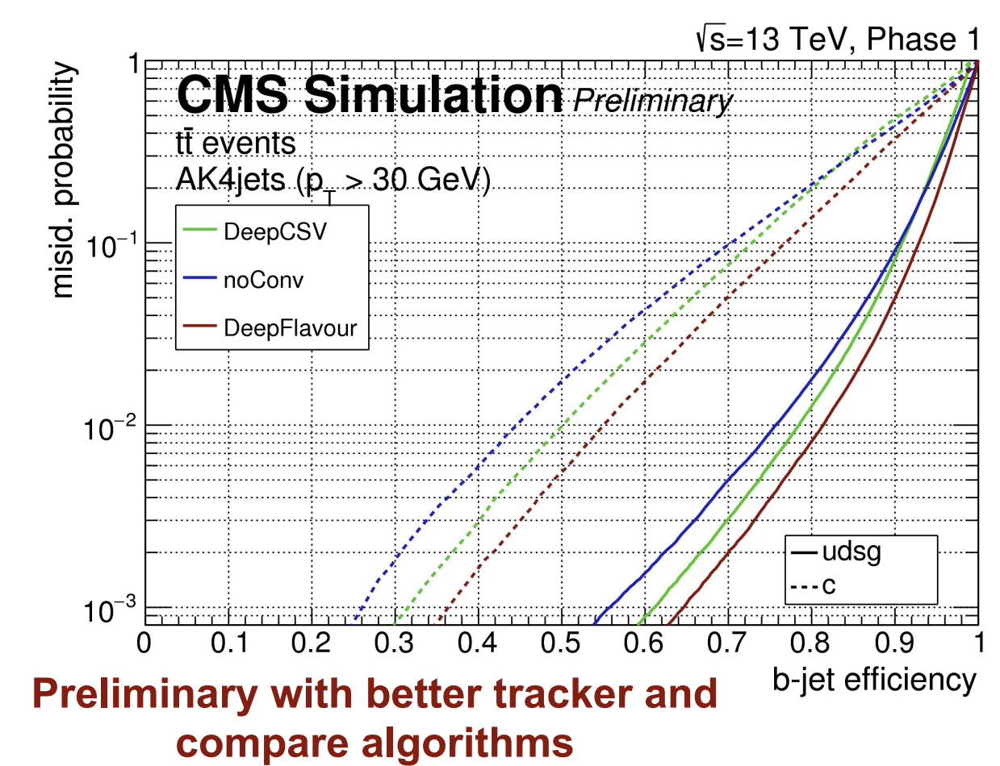 √s=13 TeV, Phase 1
1
CMS Simulation Preliminary
tt̄ events
AK4jets (p_T > 30 GeV)
DeepCSV
noConv
DeepFlavour
misid. probability
10⁻¹
10⁻²
10⁻³
udsg
c
0 0.1 0.2 0.3 0.4 0.5 0.6 0.7 0.8 0.9 1
b-jet efficiency
Preliminary with better tracker and
compare algorithms